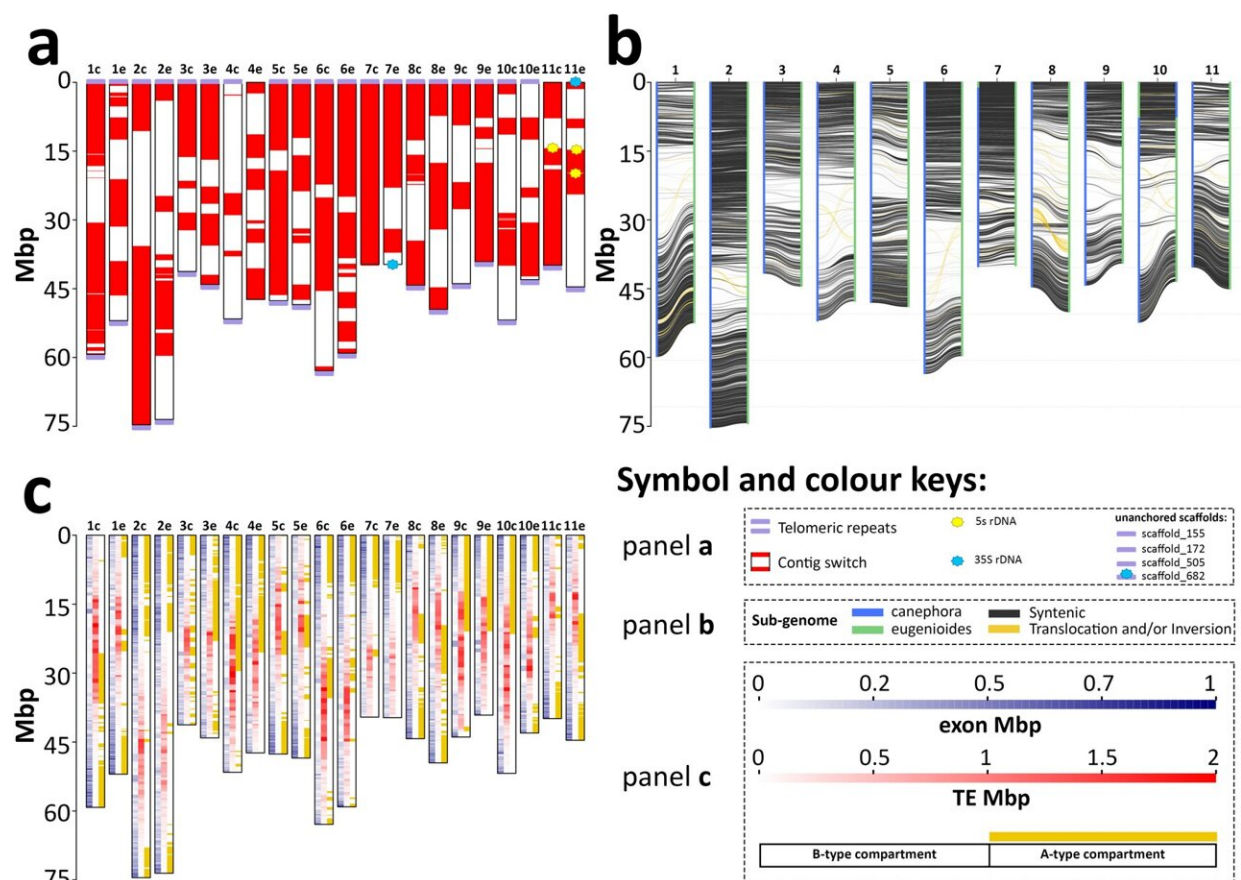 a
1c 1e 2c 2e 3c 3e 4c 4e 5c 5e 6c 6e 7c 7e 8c 8e 9c 9e 10c 10e 11c 11e
0
15
30
45
60
75
Mbp
b
1 2 3 4 5 6 7 8 9 10 11
0
15
30
45
60
75
Mbp
c
1c 1e 2c 2e 3c 3e 4c 4e 5c 5e 6c 6e 7c 7e 8c 8e 9c 9e 10c 10e 11c 11e
0
15
30
45
60
75
Mbp
Symbol and colour keys:
panel a
Telomeric repeats
Contig switch
5s rDNA
35S rDNA
unanchored scaffolds:
scaffold_155
scaffold_172
scaffold_505
scaffold_682
panel b
Sub-genome
canephora
eugenioides
Syntenic
Translocation and/or Inversion
panel c
0 0.2 0.5 0.7 1
exon Mbp
0 0.5 1 1.5 2
TE Mbp
B-type compartment A-type compartment